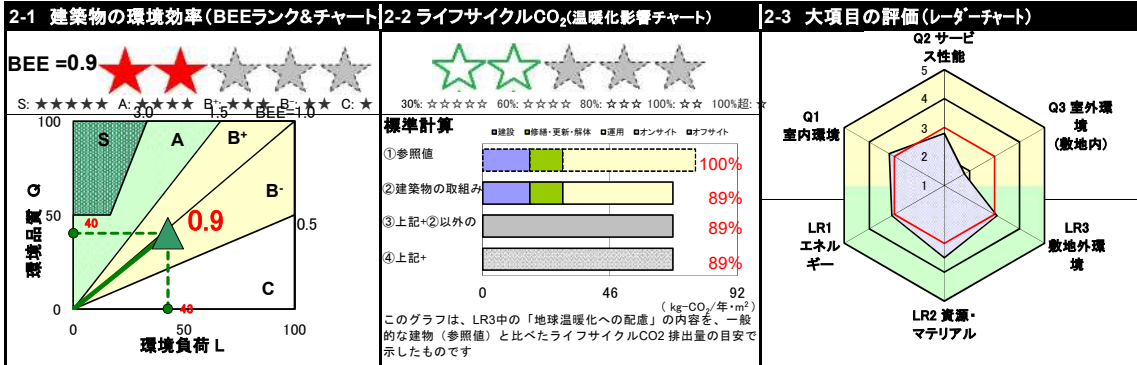 2-1 建築物の環境効率(BEEランク&チャート
BEE =0.9
S: ★★★★★ A: ★★★★ B⁺: ★★★ B⁻: ★★ C: ★
3.0 1.5 BEE=1.0
100
S A B⁺
B⁻
環境品質 Q
50
40
0.9
0.5
C
0
43
0 50 100
環境負荷 L
2-2 ライフサイクルCO₂(温暖化影響チャート)
30%: ☆☆☆☆☆ 60%: ☆☆☆☆ 80%: ☆☆☆ 100%: ☆☆ 100%超: ☆
標準計算
■建設 ■修繕・更新・解体 □運用 □オンサイト □オフサイト
①参照値
100%
②建築物の取組み
89%
③上記+②以外の
89%
④上記+
89%
0 46 92
( kg-CO₂/年・m²)
このグラフは、LR3中の「地球温暖化への配慮」の内容を、一般
的な建物(参照値)と比べたライフサイクルCO2 排出量の目安で
示したものです
2-3 大項目の評価(レーダーチャート)
Q2 サービ
ス性能
5
4
3
2
1
Q1
室内環境
Q3 室外環
境
(敷地内)
LR1
エネル
ギー
LR3
敷地外環
境
LR2 資源・
マテリアル